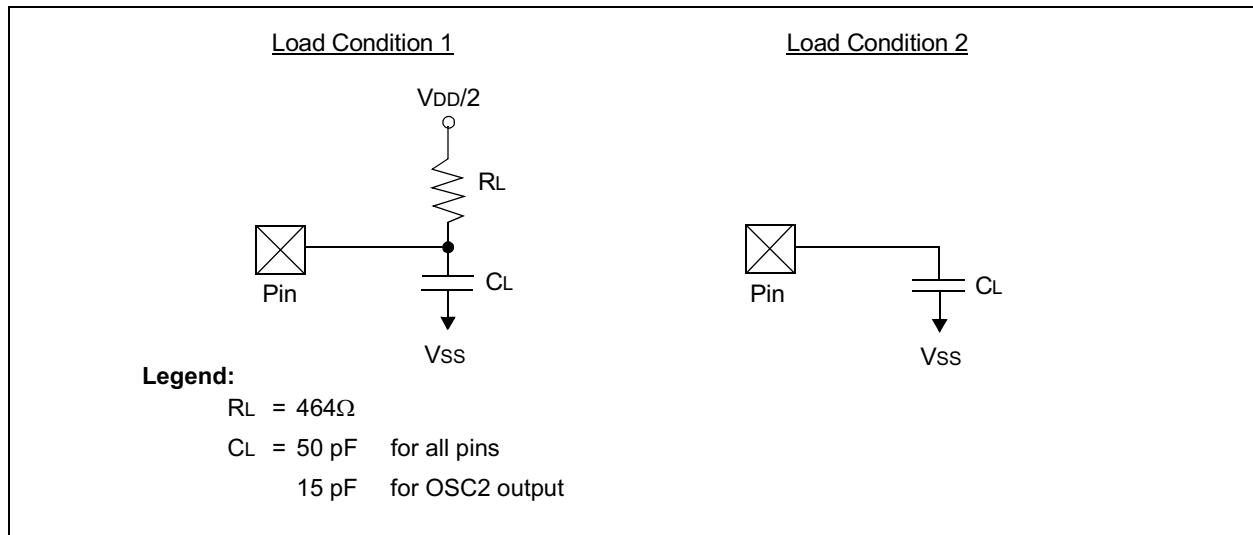 Load Condition 1
Load Condition 2
VDD/2
RL
Pin
CL
VSS
Pin
CL
VSS
Legend:
RL = 464Ω
CL = 50 pF for all pins
15 pF for OSC2 output